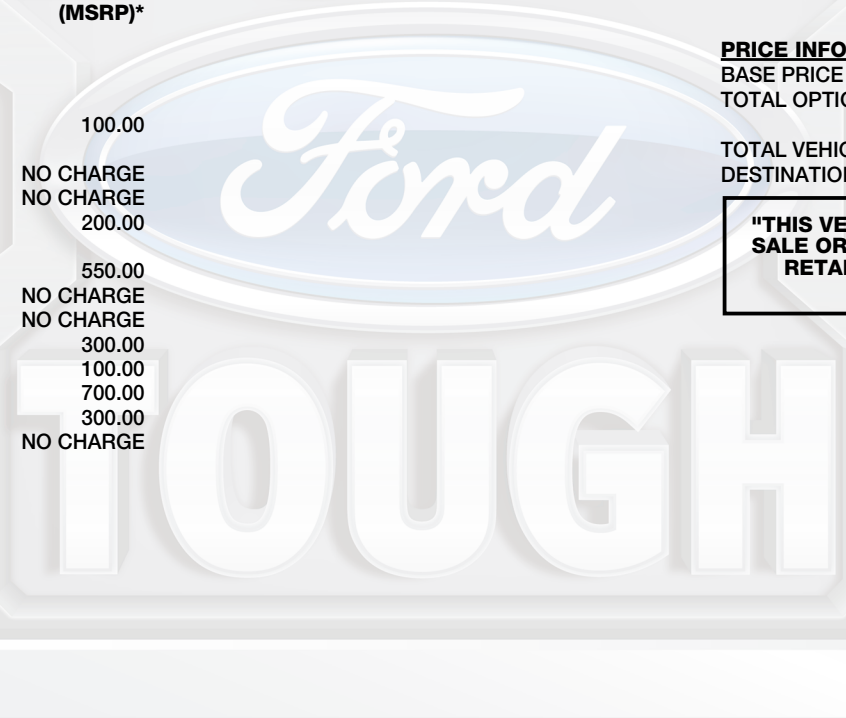 (MSRP)*
100.00
NO CHARGE
NO CHARGE
200.00
550.00
NO CHARGE
NO CHARGE
300.00
100.00
700.00
300.00
NO CHARGE
PRICE INFO
BASE PRICE
TOTAL OPTIO
TOTAL VEHIC
DESTINATION
"THIS VE
SALE OR
RETAI
Ford
TOUGH